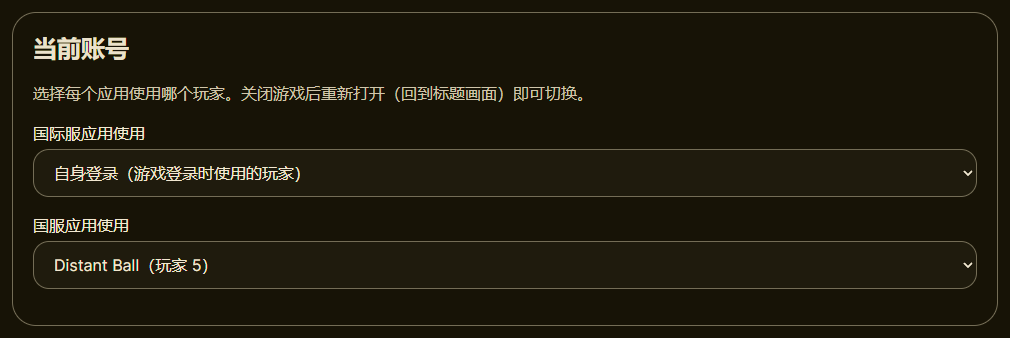 当前账号
选择每个应用使用哪个玩家。关闭游戏后重新打开（回到标题画面）即可切换。
国际服应用使用
自身登录（游戏登录时使用的玩家）
国服应用使用
Distant Ball（玩家 5）